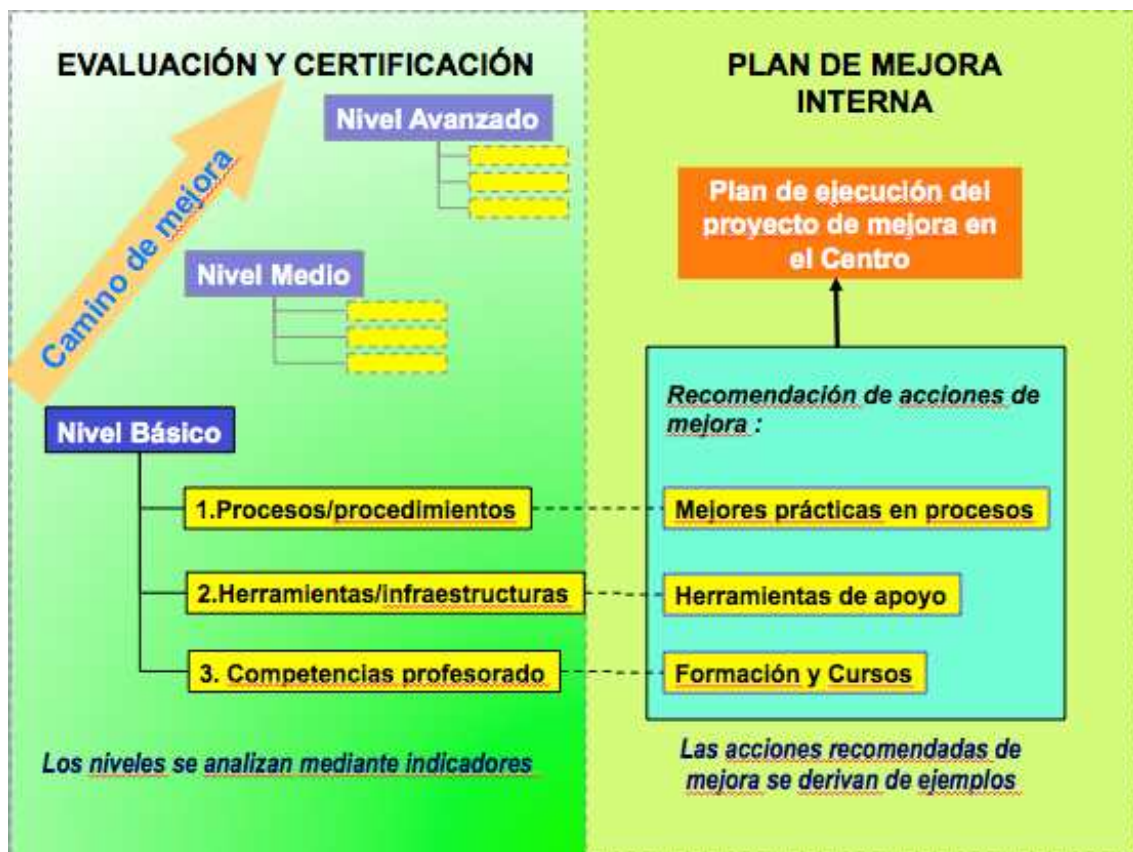 EVALUACIÓN Y CERTIFICACIÓN
Nivel Avanzado
Camino de mejora
Nivel Medio
Nivel Básico
1.Procesos/procedimientos
2.Herramientas/infraestructuras
3. Competencias profesorado
Los niveles se analizan mediante indicadores
PLAN DE MEJORA
INTERNA
Plan de ejecución del
proyecto de mejora en
el Centro
Recomendación de acciones de
mejora :
Mejores prácticas en procesos
Herramientas de apoyo
Formación y Cursos
Las acciones recomendadas de
mejora se derivan de ejemplos